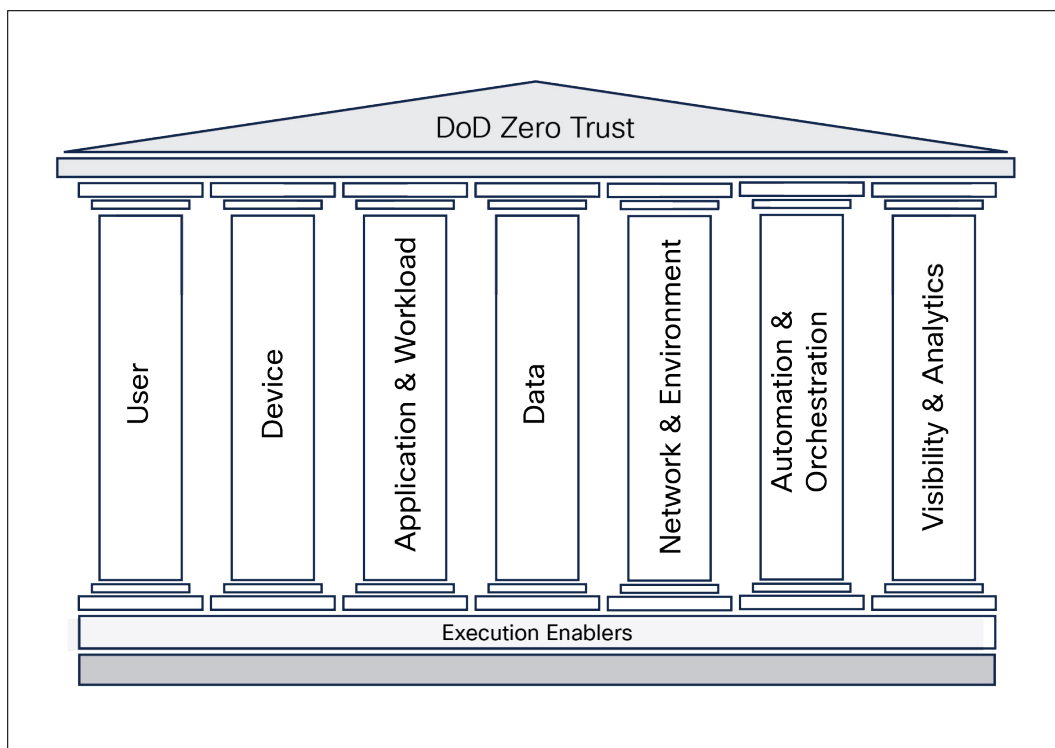 DoD Zero Trust
User
Device
Application & Workload
Data
Network & Environment
Automation &
Orchestration
Visibility & Analytics
Execution Enablers